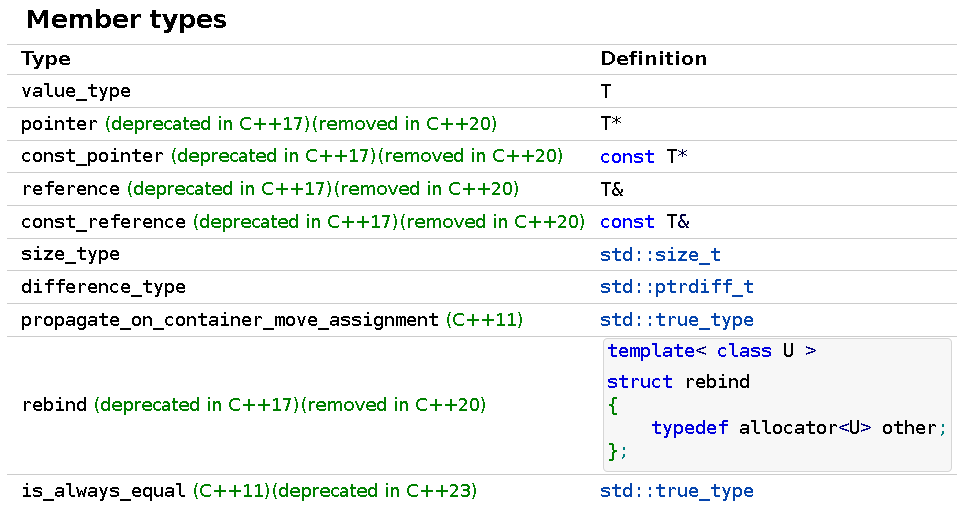 Member types
Type Definition
value_type T
pointer (deprecated in C++17)(removed in C++20) T*
const_pointer (deprecated in C++17)(removed in C++20) const T*
reference (deprecated in C++17)(removed in C++20) T&
const_reference (deprecated in C++17)(removed in C++20) const T&
size_type std::size_t
difference_type std::ptrdiff_t
propagate_on_container_move_assignment (C++11) std::true_type
rebind (deprecated in C++17)(removed in C++20)
template< class U >
struct rebind
{
    typedef allocator<U> other;
};
is_always_equal (C++11)(deprecated in C++23) std::true_type